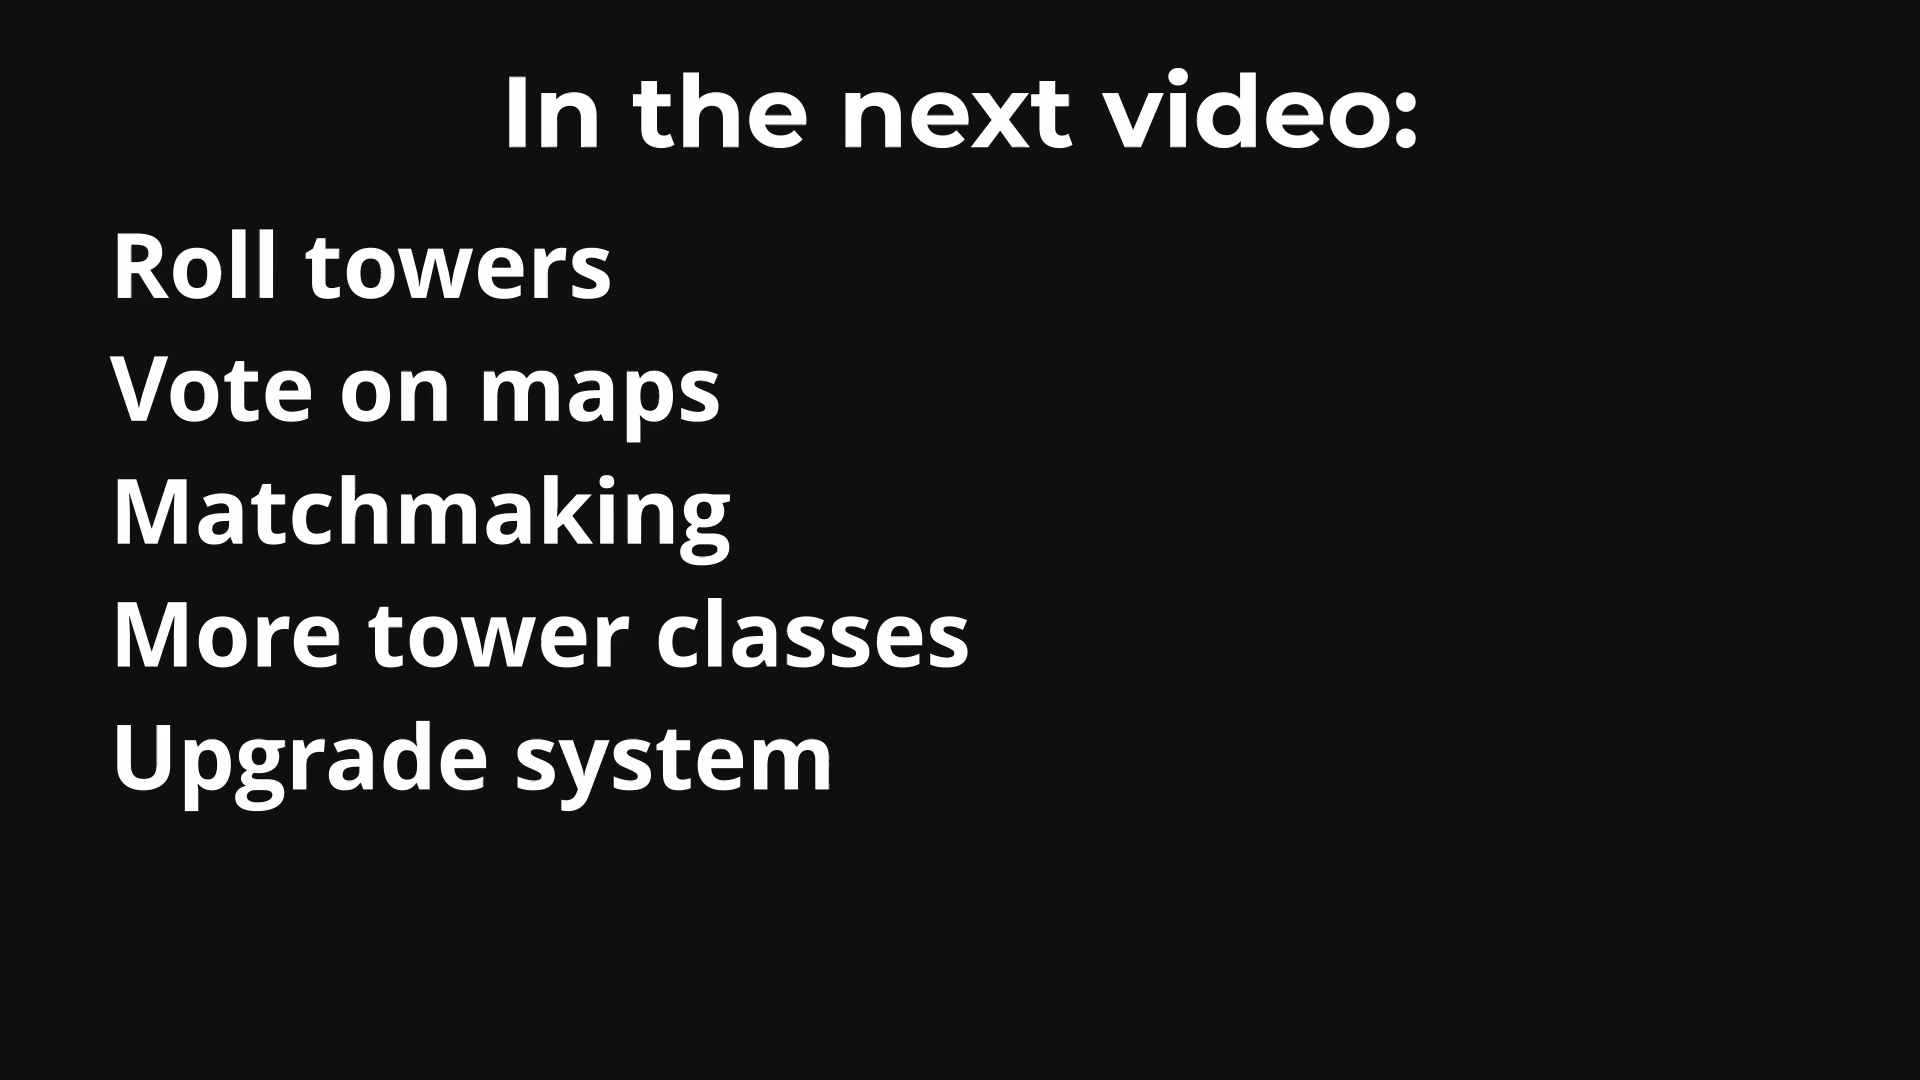 In the next video:
Roll towers
Vote on maps
Matchmaking
More tower classes
Upgrade system